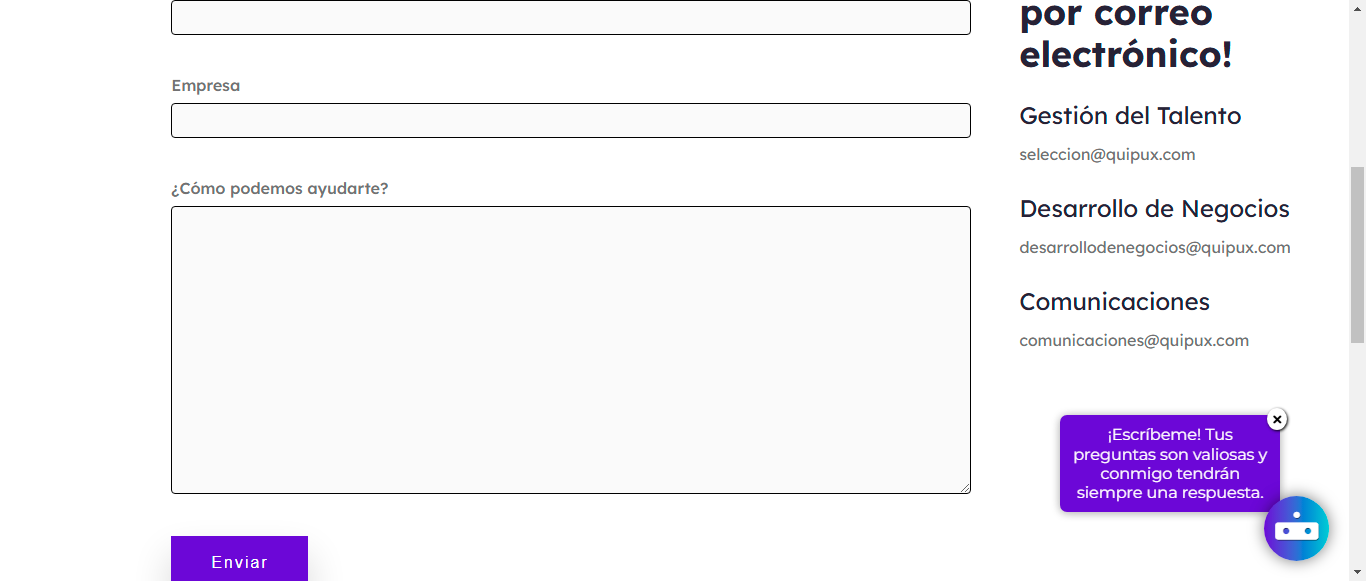 Empresa
¿Cómo podemos ayudarte?
Enviar
por correo
electrónico!
Gestión del Talento
seleccion@quipux.com
Desarrollo de Negocios
desarrollodenegocios@quipux.com
Comunicaciones
comunicaciones@quipux.com
¡Escríbeme! Tus
preguntas son valiosas y
conmigo tendrán
siempre una respuesta.